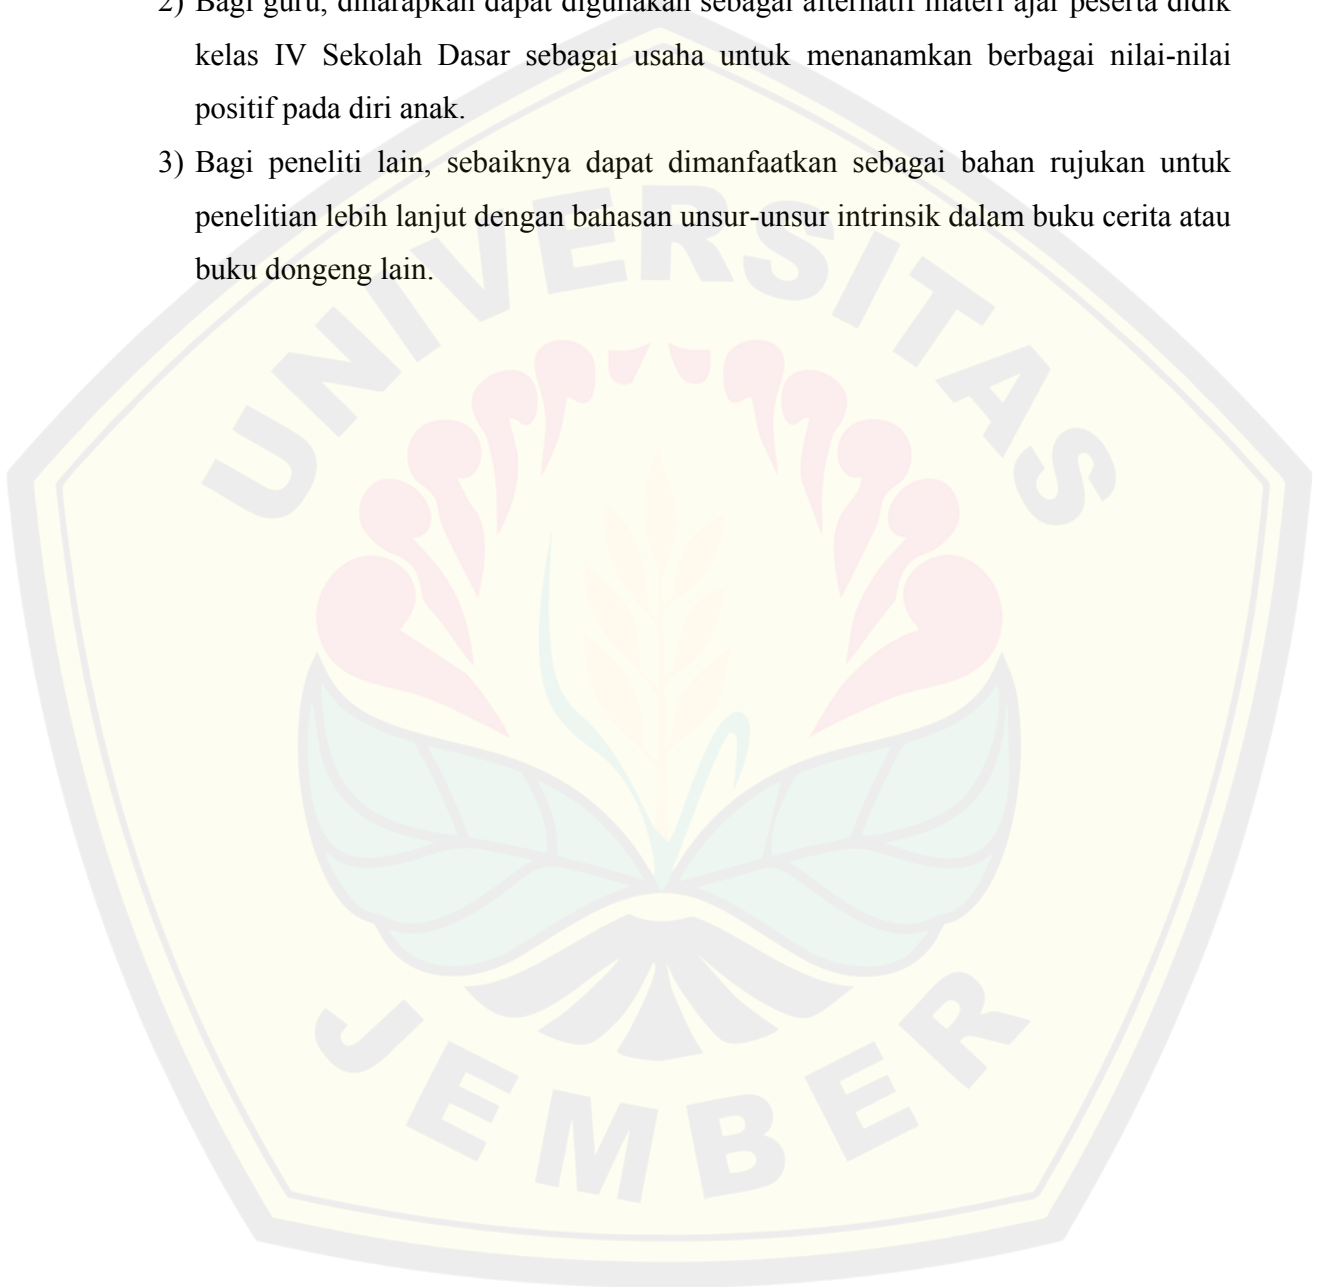 2) Bagi guru, diharapkan dapat digunakan sebagai alternatif materi ajar peserta didik
kelas IV Sekolah Dasar sebagai usaha untuk menanamkan berbagai nilai-nilai
positif pada diri anak.
3) Bagi peneliti lain, sebaiknya dapat dimanfaatkan sebagai bahan rujukan untuk
penelitian lebih lanjut dengan bahasan unsur-unsur intrinsik dalam buku cerita atau
buku dongeng lain.
UNIVERSITAS
JEMBER